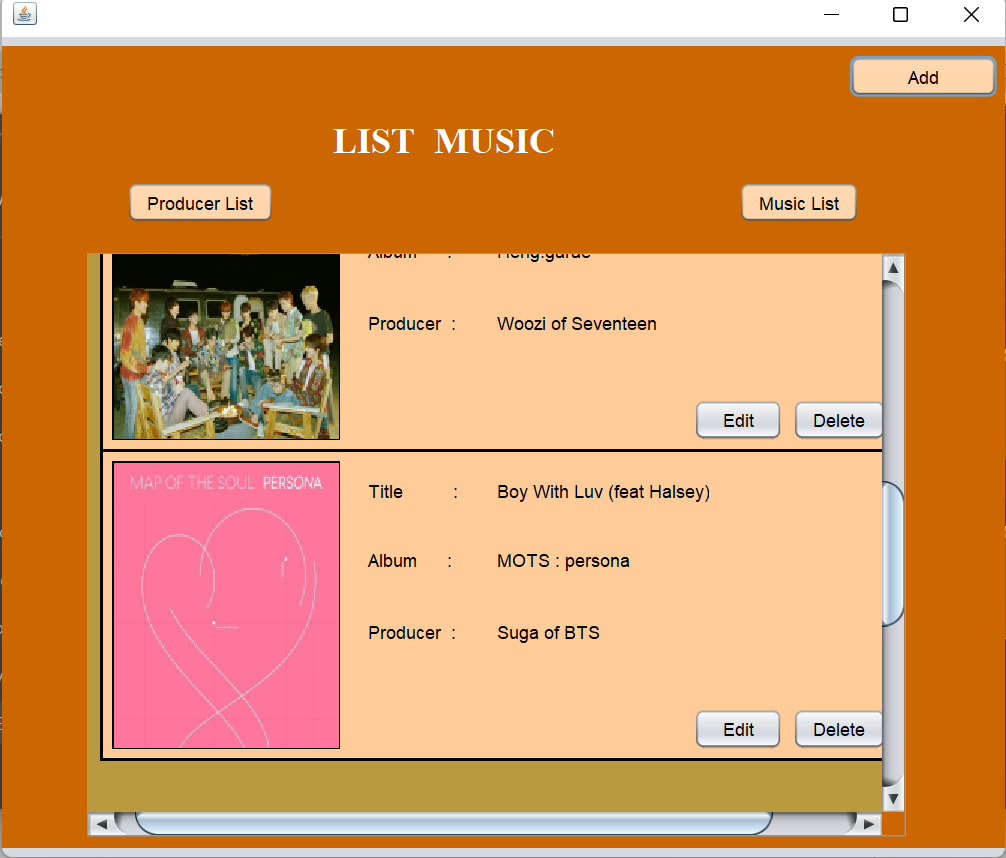 Add
LIST MUSIC
Producer List
Music List
Album :
Producer : Woozi of Seventeen
Edit Delete
MAP OF THE SOUL PERSONA
Title : Boy With Luv (feat Halsey)
Album : MOTS : persona
Producer : Suga of BTS
Edit Delete